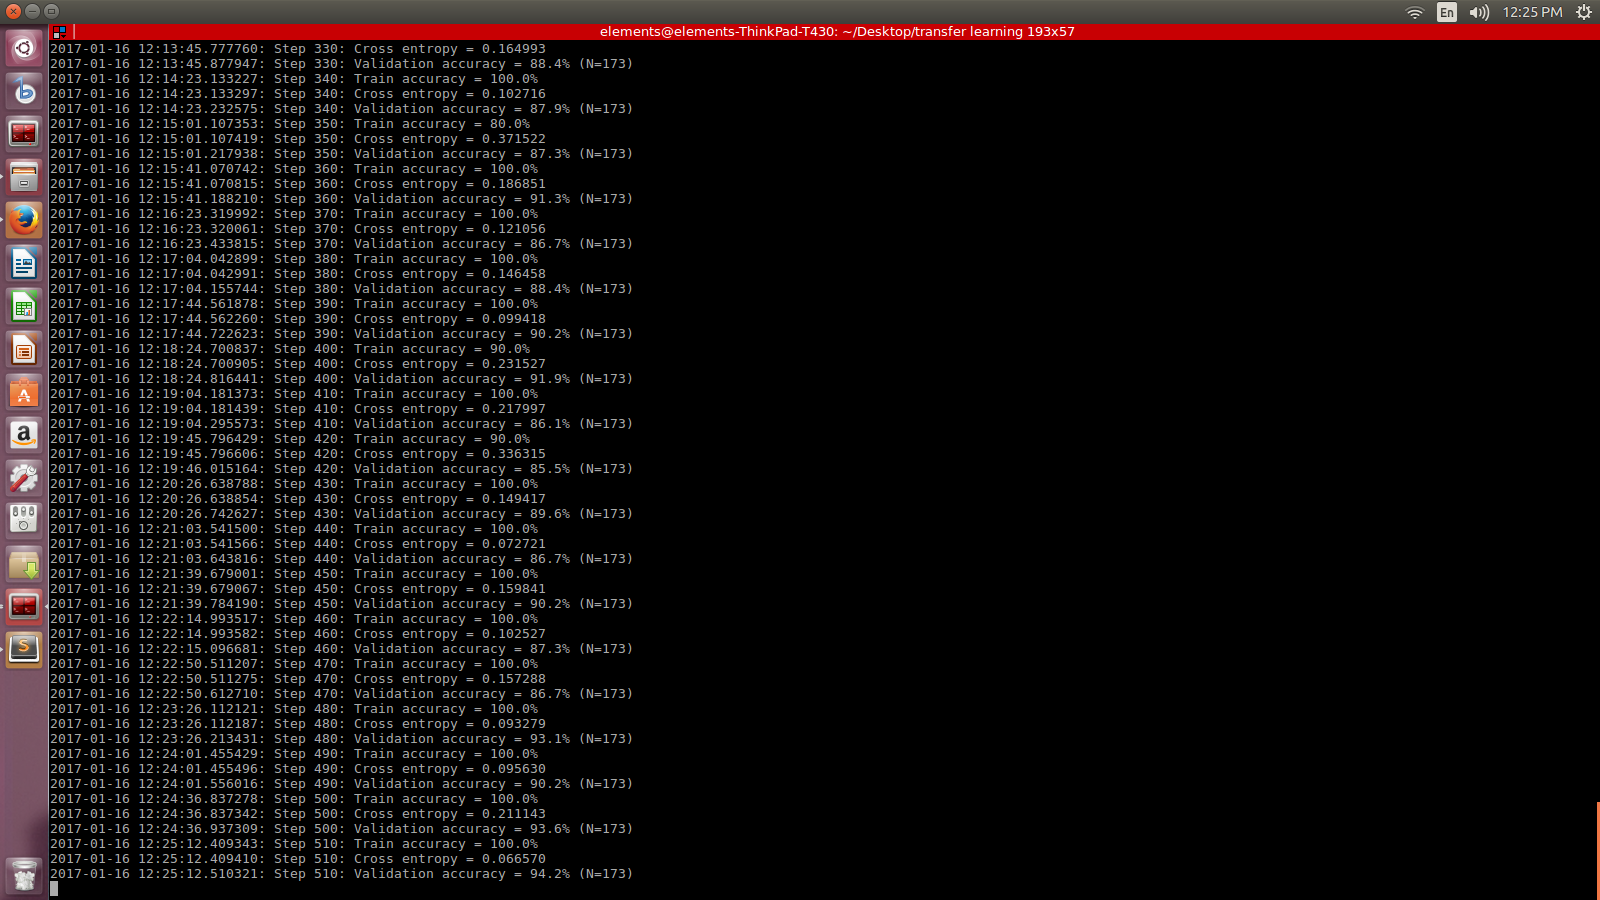 En 12:25 PM
elements@elements-ThinkPad-T430: ~/Desktop/transfer learning 193x57
2017-01-16 12:13:45.777760: Step 330: Cross entropy = 0.164993
2017-01-16 12:13:45.877947: Step 330: Validation accuracy = 88.4% (N=173)
2017-01-16 12:14:23.133227: Step 340: Train accuracy = 100.0%
2017-01-16 12:14:23.133297: Step 340: Cross entropy = 0.102716
2017-01-16 12:14:23.232575: Step 340: Validation accuracy = 87.9% (N=173)
2017-01-16 12:15:01.107353: Step 350: Train accuracy = 80.0%
2017-01-16 12:15:01.107419: Step 350: Cross entropy = 0.371522
2017-01-16 12:15:01.217938: Step 350: Validation accuracy = 87.3% (N=173)
2017-01-16 12:15:41.070742: Step 360: Train accuracy = 100.0%
2017-01-16 12:15:41.070815: Step 360: Cross entropy = 0.186851
2017-01-16 12:15:41.188210: Step 360: Validation accuracy = 91.3% (N=173)
2017-01-16 12:16:23.319992: Step 370: Train accuracy = 100.0%
2017-01-16 12:16:23.320061: Step 370: Cross entropy = 0.121056
2017-01-16 12:16:23.433815: Step 370: Validation accuracy = 86.7% (N=173)
2017-01-16 12:17:04.042899: Step 380: Train accuracy = 100.0%
2017-01-16 12:17:04.042991: Step 380: Cross entropy = 0.146458
2017-01-16 12:17:04.155744: Step 380: Validation accuracy = 88.4% (N=173)
2017-01-16 12:17:44.561878: Step 390: Train accuracy = 100.0%
2017-01-16 12:17:44.562260: Step 390: Cross entropy = 0.099418
2017-01-16 12:17:44.722623: Step 390: Validation accuracy = 90.2% (N=173)
2017-01-16 12:18:24.700837: Step 400: Train accuracy = 90.0%
2017-01-16 12:18:24.700905: Step 400: Cross entropy = 0.231527
2017-01-16 12:18:24.816441: Step 400: Validation accuracy = 91.9% (N=173)
2017-01-16 12:19:04.181373: Step 410: Train accuracy = 100.0%
2017-01-16 12:19:04.181439: Step 410: Cross entropy = 0.217997
2017-01-16 12:19:04.295573: Step 410: Validation accuracy = 86.1% (N=173)
2017-01-16 12:19:45.796429: Step 420: Train accuracy = 90.0%
2017-01-16 12:19:45.796606: Step 420: Cross entropy = 0.336315
2017-01-16 12:19:46.015164: Step 420: Validation accuracy = 85.5% (N=173)
2017-01-16 12:20:26.638788: Step 430: Train accuracy = 100.0%
2017-01-16 12:20:26.638854: Step 430: Cross entropy = 0.149417
2017-01-16 12:20:26.742627: Step 430: Validation accuracy = 89.6% (N=173)
2017-01-16 12:21:03.541500: Step 440: Train accuracy = 100.0%
2017-01-16 12:21:03.541566: Step 440: Cross entropy = 0.072721
2017-01-16 12:21:03.643816: Step 440: Validation accuracy = 86.7% (N=173)
2017-01-16 12:21:39.679001: Step 450: Train accuracy = 100.0%
2017-01-16 12:21:39.679067: Step 450: Cross entropy = 0.159841
2017-01-16 12:21:39.784190: Step 450: Validation accuracy = 90.2% (N=173)
2017-01-16 12:22:14.993517: Step 460: Train accuracy = 100.0%
2017-01-16 12:22:14.993582: Step 460: Cross entropy = 0.102527
2017-01-16 12:22:15.096681: Step 460: Validation accuracy = 87.3% (N=173)
2017-01-16 12:22:50.511207: Step 470: Train accuracy = 100.0%
2017-01-16 12:22:50.511275: Step 470: Cross entropy = 0.157288
2017-01-16 12:22:50.612710: Step 470: Validation accuracy = 86.7% (N=173)
2017-01-16 12:23:26.112121: Step 480: Train accuracy = 100.0%
2017-01-16 12:23:26.112187: Step 480: Cross entropy = 0.093279
2017-01-16 12:23:26.213431: Step 480: Validation accuracy = 93.1% (N=173)
2017-01-16 12:24:01.455429: Step 490: Train accuracy = 100.0%
2017-01-16 12:24:01.455496: Step 490: Cross entropy = 0.095630
2017-01-16 12:24:01.556016: Step 490: Validation accuracy = 90.2% (N=173)
2017-01-16 12:24:36.837278: Step 500: Train accuracy = 100.0%
2017-01-16 12:24:36.837342: Step 500: Cross entropy = 0.211143
2017-01-16 12:24:36.937309: Step 500: Validation accuracy = 93.6% (N=173)
2017-01-16 12:25:12.409343: Step 510: Train accuracy = 100.0%
2017-01-16 12:25:12.409410: Step 510: Cross entropy = 0.066570
2017-01-16 12:25:12.510321: Step 510: Validation accuracy = 94.2% (N=173)